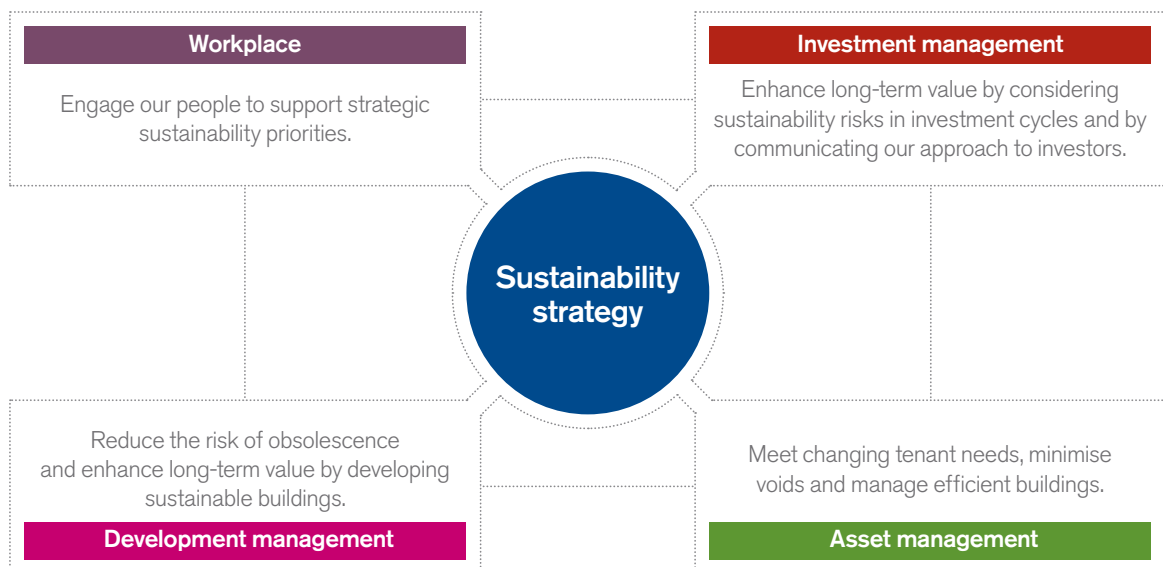 Workplace
Engage our people to support strategic
sustainability priorities.
Investment management
Enhance long-term value by considering
sustainability risks in investment cycles and by
communicating our approach to investors.
Sustainability
strategy
Reduce the risk of obsolescence
and enhance long-term value by developing
sustainable buildings.
Development management
Meet changing tenant needs, minimise
voids and manage efficient buildings.
Asset management